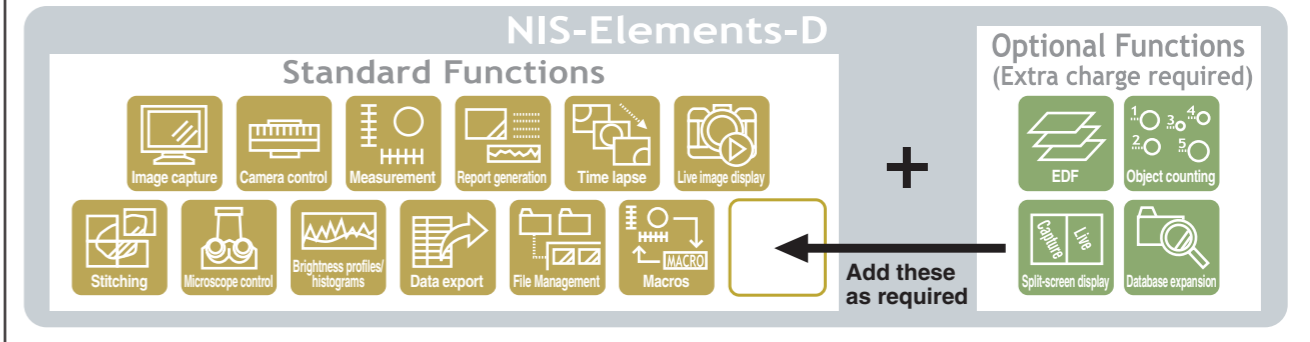 NIS-Elements-D
Standard Functions
Image capture
Camera control
Measurement
Report generation
Time lapse
Live image display
Stitching
Microscope control
Brightness profiles/
histograms
Data export
File Management
MACRO
Macros
+
Add these
as required
Optional Functions
(Extra charge required)
EDF
1
2
3
4
5
Object counting
Capture
Live
Split-screen display
Database expansion